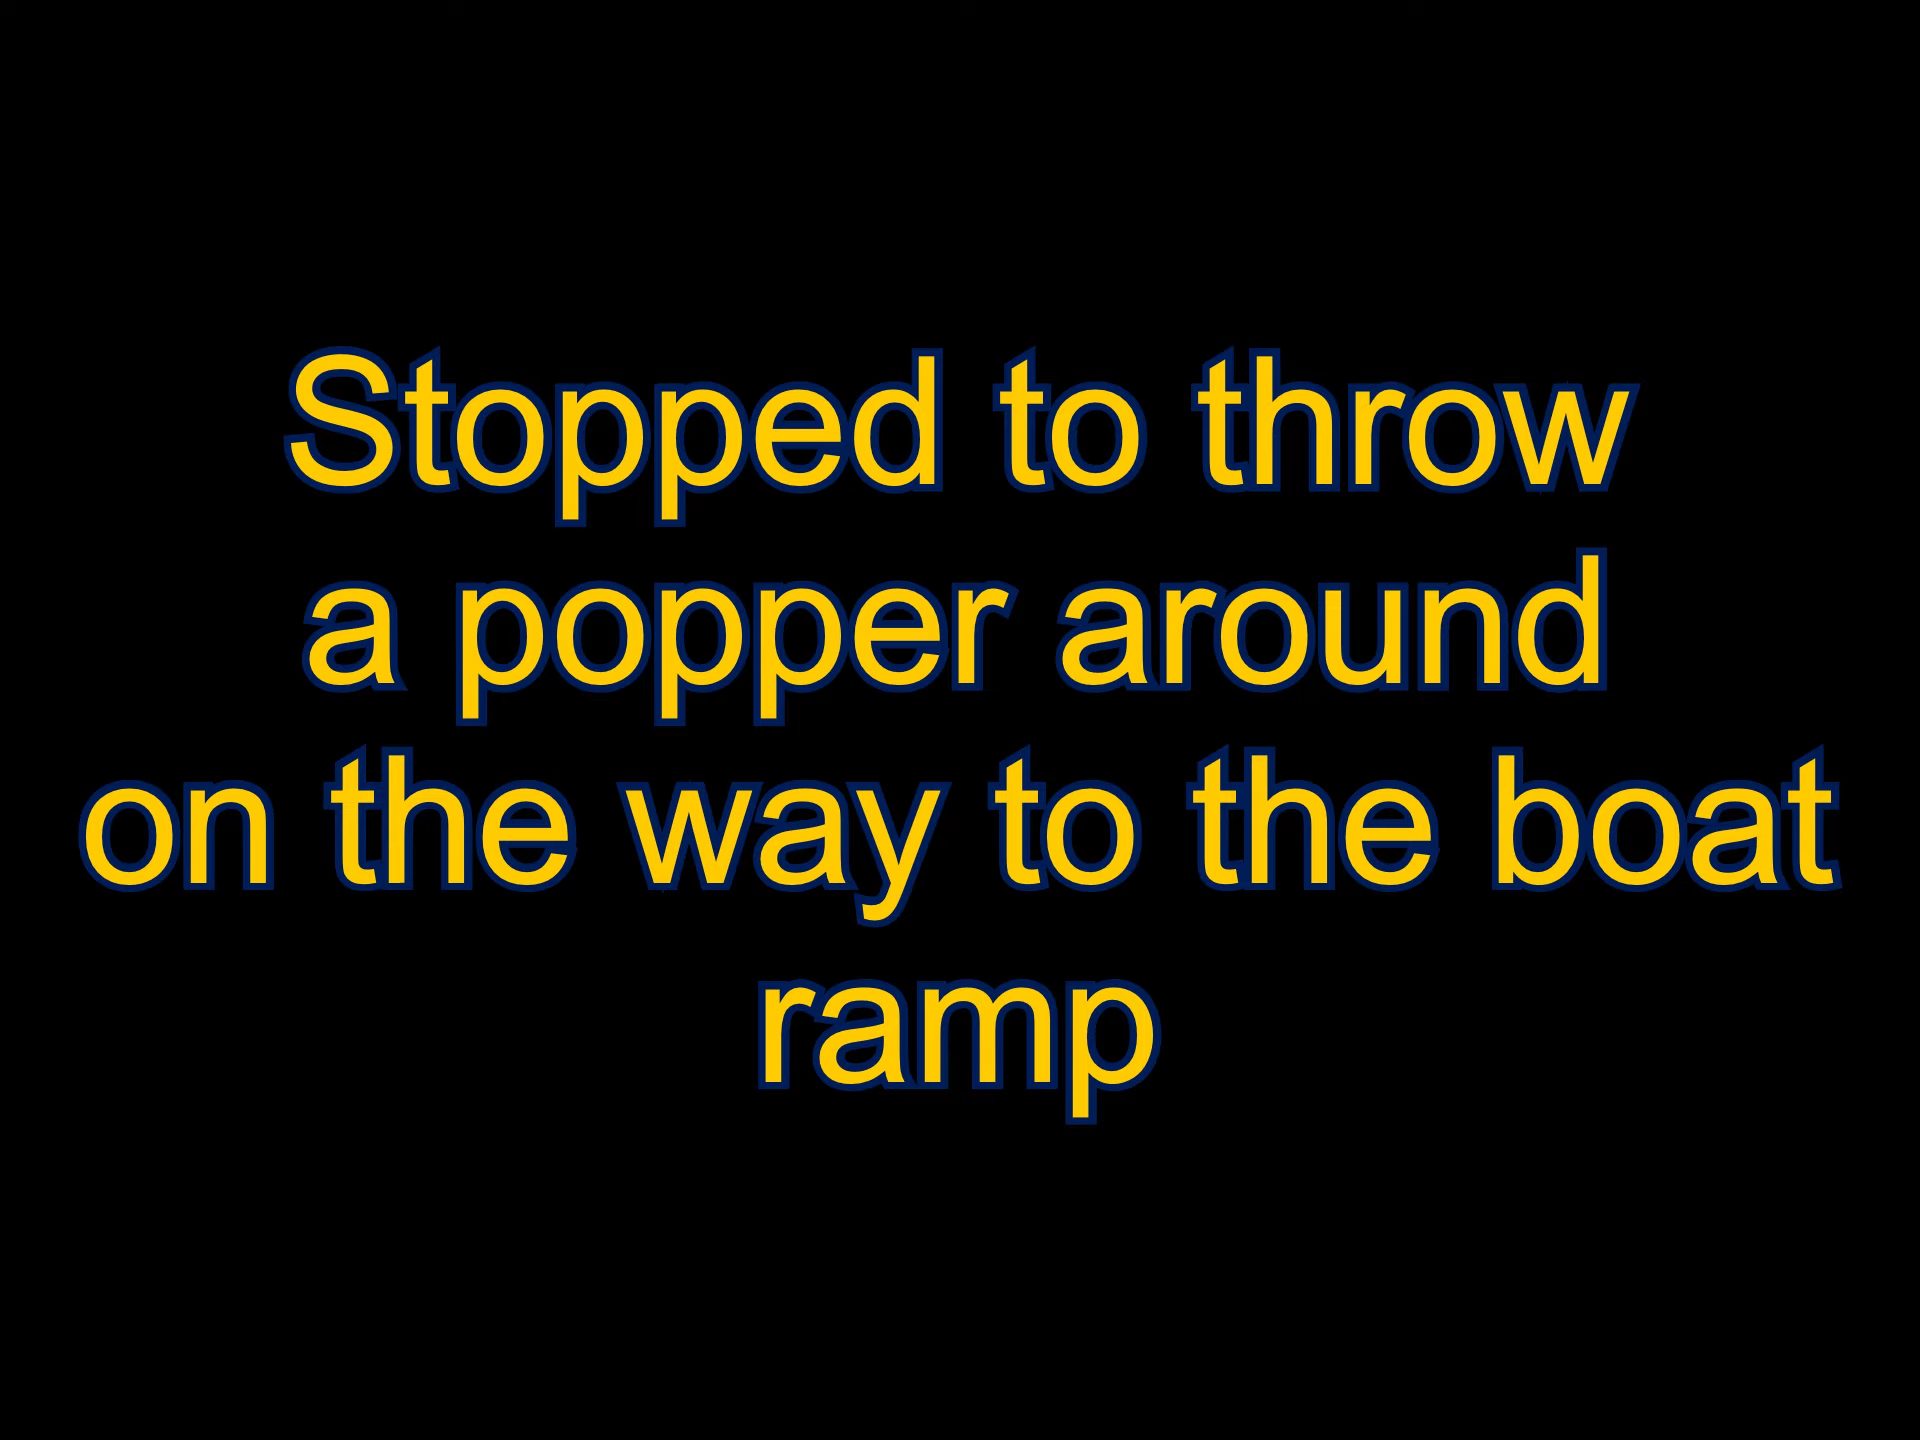 Stopped to throw
a popper around
on the way to the boat
ramp